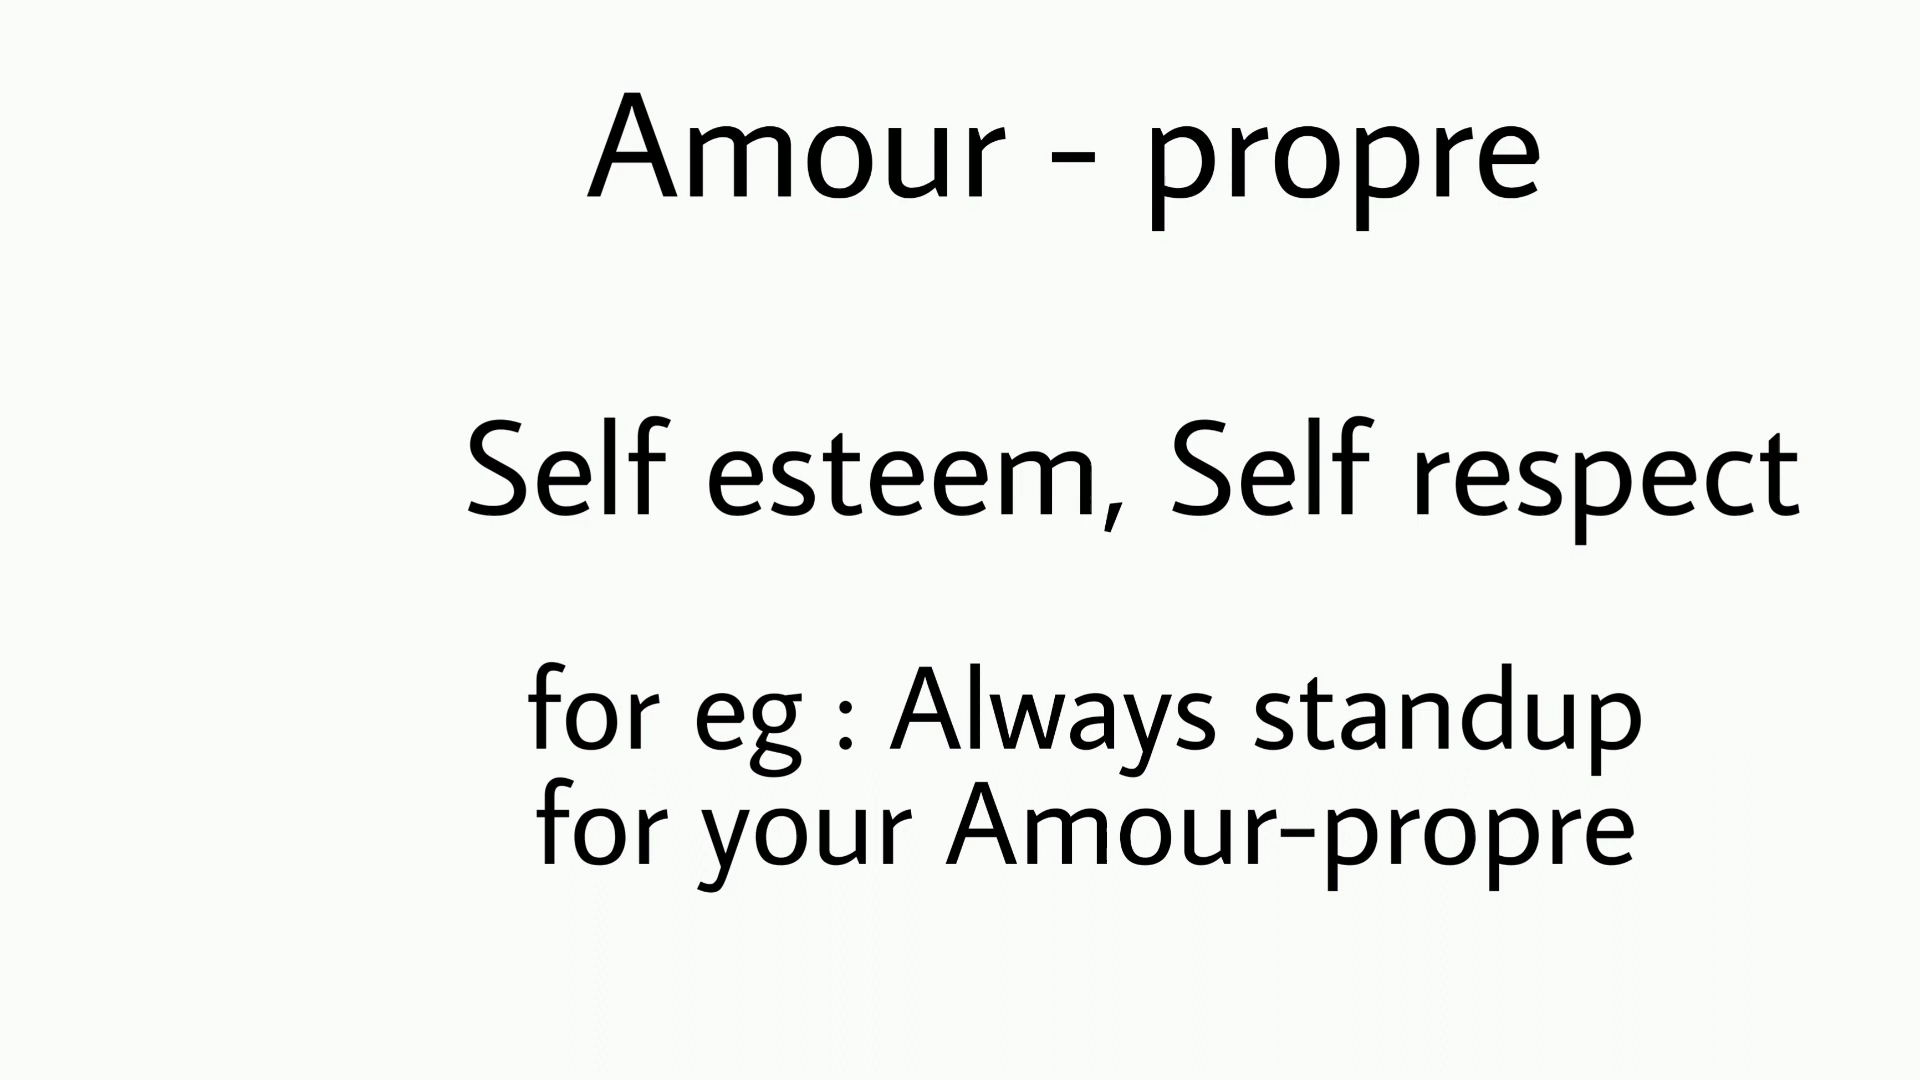 Amour - propre
Self esteem, Self respect
for eg : Always standup
for your Amour-propre